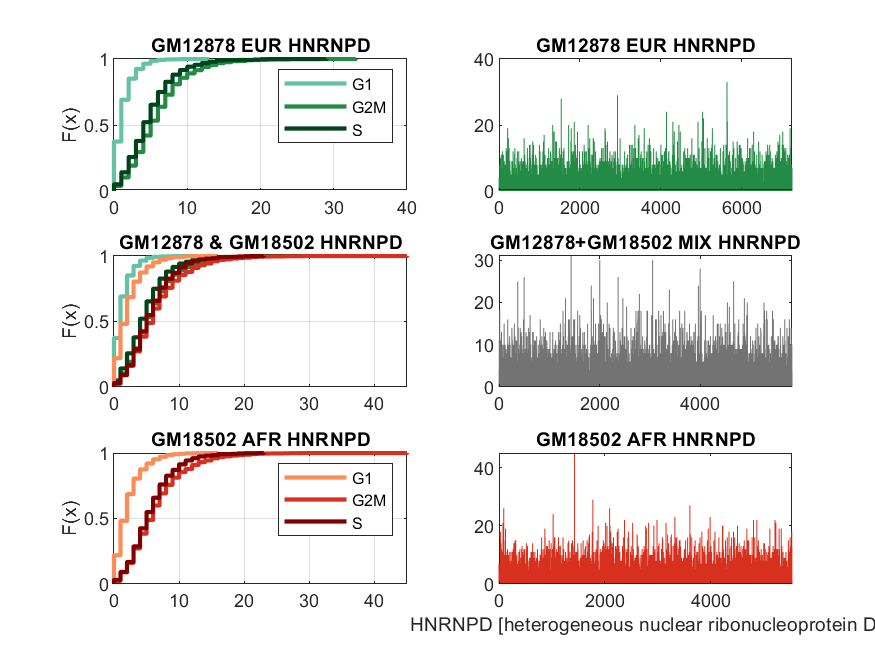 GM12878 EUR HNRNPD
1
0.5
0
F(x)
0 10 20 30 40
G1
G2M
S
GM12878 EUR HNRNPD
40
20
0
0 2000 4000 6000
GM12878 & GM18502 HNRNPD
1
0.5
0
F(x)
0 10 20 30 40
GM12878+GM18502 MIX HNRNPD
30
20
10
0
0 2000 4000
GM18502 AFR HNRNPD
1
0.5
0
F(x)
0 10 20 30 40
G1
G2M
S
GM18502 AFR HNRNPD
40
20
0
0 2000 4000
HNRNPD [heterogeneous nuclear ribonucleoprotein D